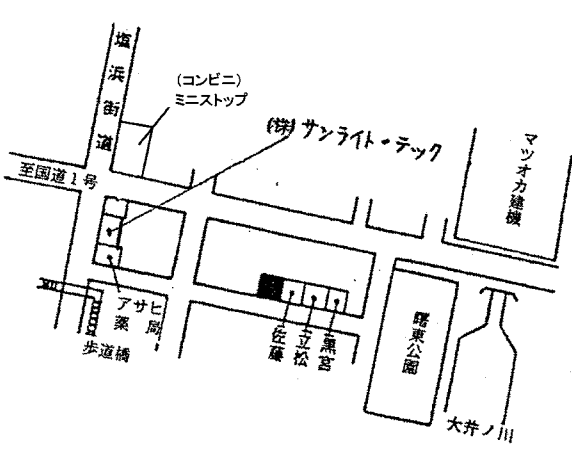 塩浜街道
(コンビニ)
ミニストップ
(株)サンライト・テック
マツオカ建機
至国道1号
アサヒ
薬局
歩道橋
佐藤
立松
黒宮
曙東公園
大井ノ川